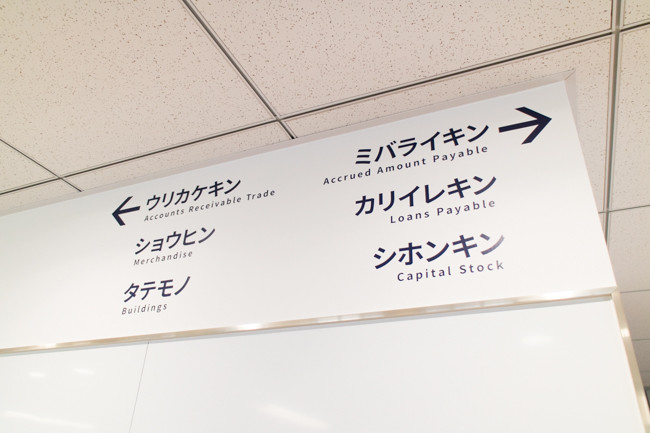 ウリカケキン
Accounts Receivable Trade
ショウヒン
Merchandise
タテモノ
Buildings
ミバライキン
Accrued Amount Payable
カリイレキン
Loans Payable
シホンキン
Capital Stock